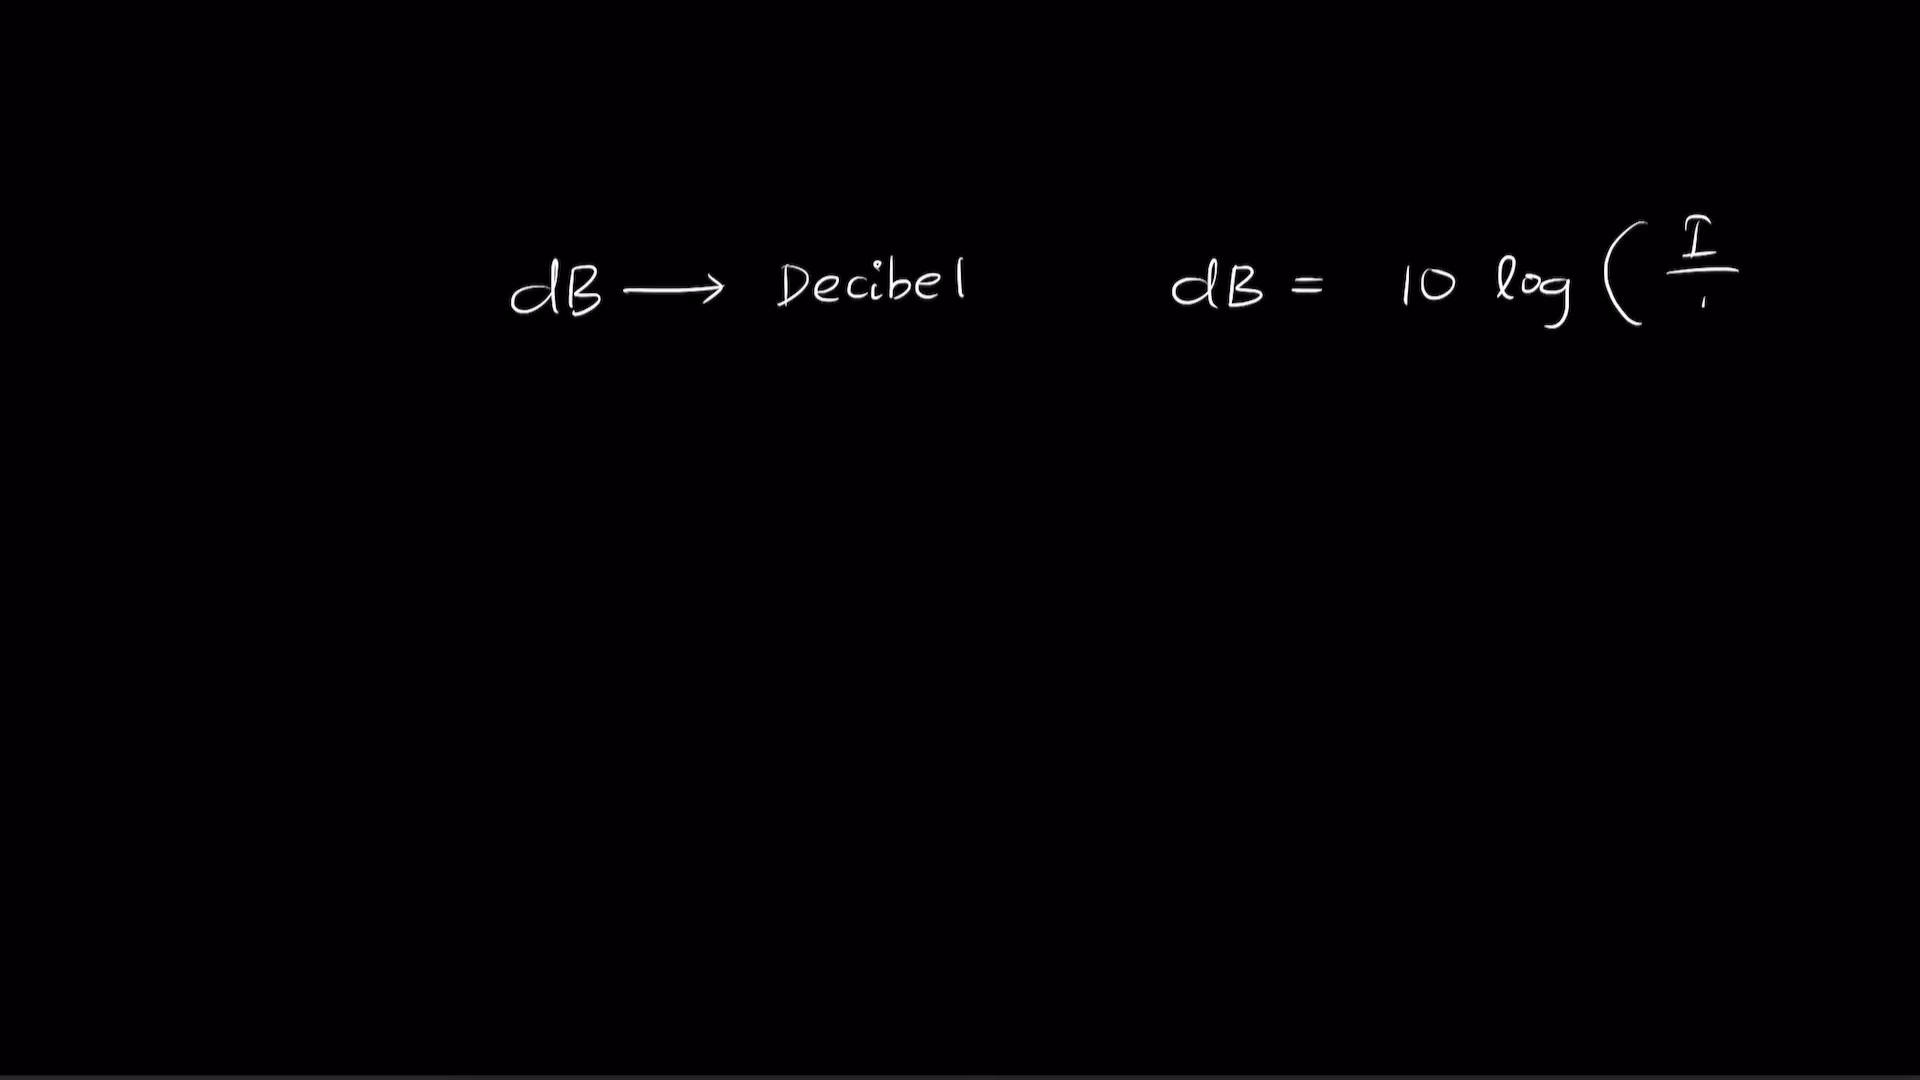 dB → Decibel dB = 10 log ( I /